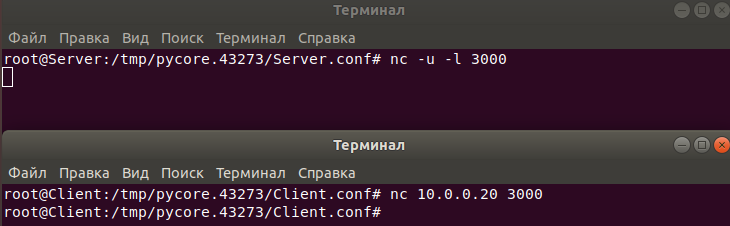 Терминал
Файл Правка Вид Поиск Терминал Справка
root@Server:/tmp/pycore.43273/Server.conf# nc -u -l 3000
Терминал
Файл Правка Вид Поиск Терминал Справка
root@Client:/tmp/pycore.43273/Client.conf# nc 10.0.0.20 3000
root@Client:/tmp/pycore.43273/Client.conf#